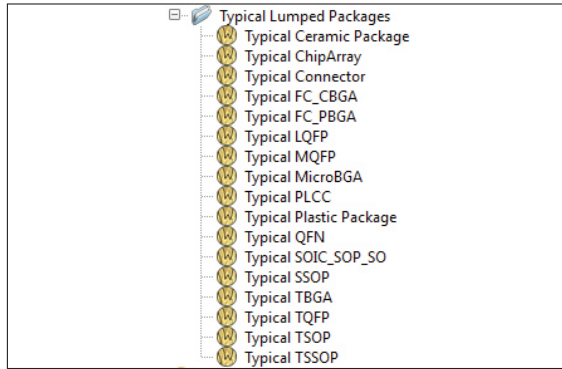 Typical Lumped Packages
Typical Ceramic Package
Typical ChipArray
Typical Connector
Typical FC_CBGA
Typical FC_PBGA
Typical LQFP
Typical MQFP
Typical MicroBGA
Typical PLCC
Typical Plastic Package
Typical QFN
Typical SOIC_SOP_SO
Typical SSOP
Typical TBGA
Typical TQFP
Typical TSOP
Typical TSSOP